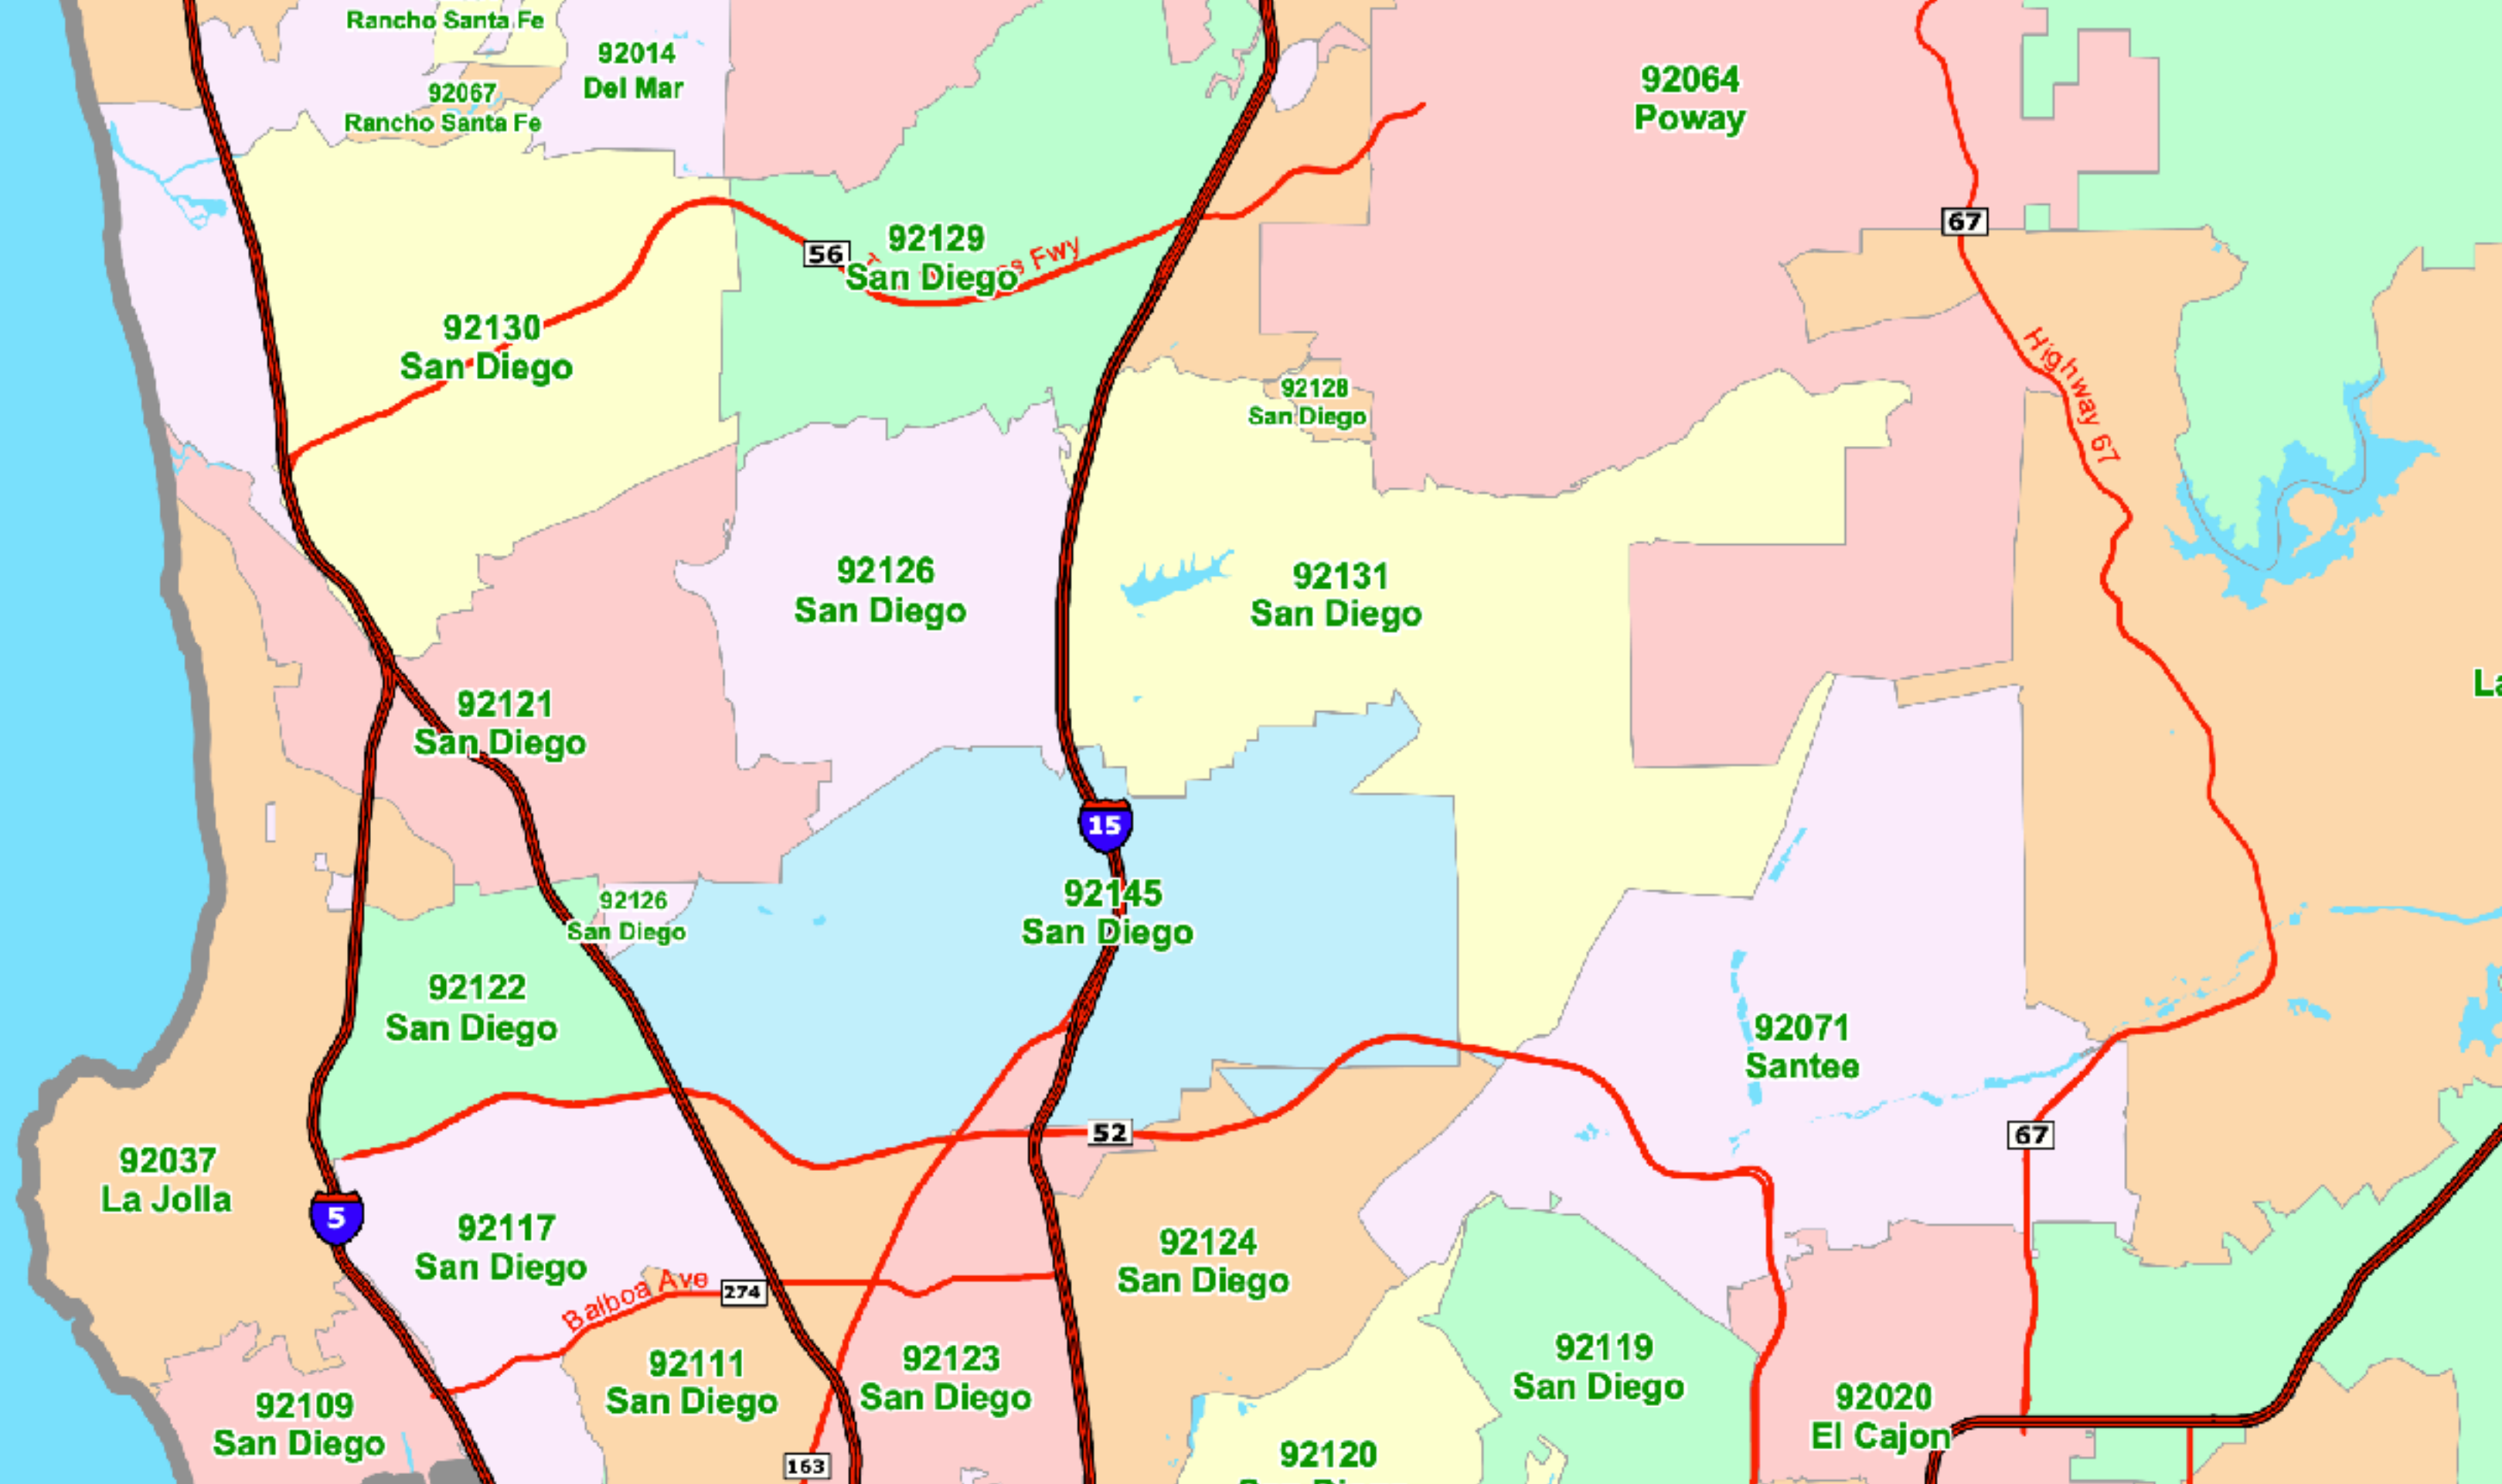 Rancho Santa Fe
92014
Del Mar
92067
Rancho Santa Fe
92064
Poway
67
92129
San Diego
56
s Fwy
92130
San Diego
Highway 67
92128
San Diego
92126
San Diego
92131
San Diego
92121
San Diego
15
92145
San Diego
92126
San Diego
92122
San Diego
92071
Santee
52
67
92037
La Jolla
5
92117
San Diego
92124
San Diego
Balboa Ave
274
92111
San Diego
92123
San Diego
92119
San Diego
92109
San Diego
92020
El Cajon
92120
163